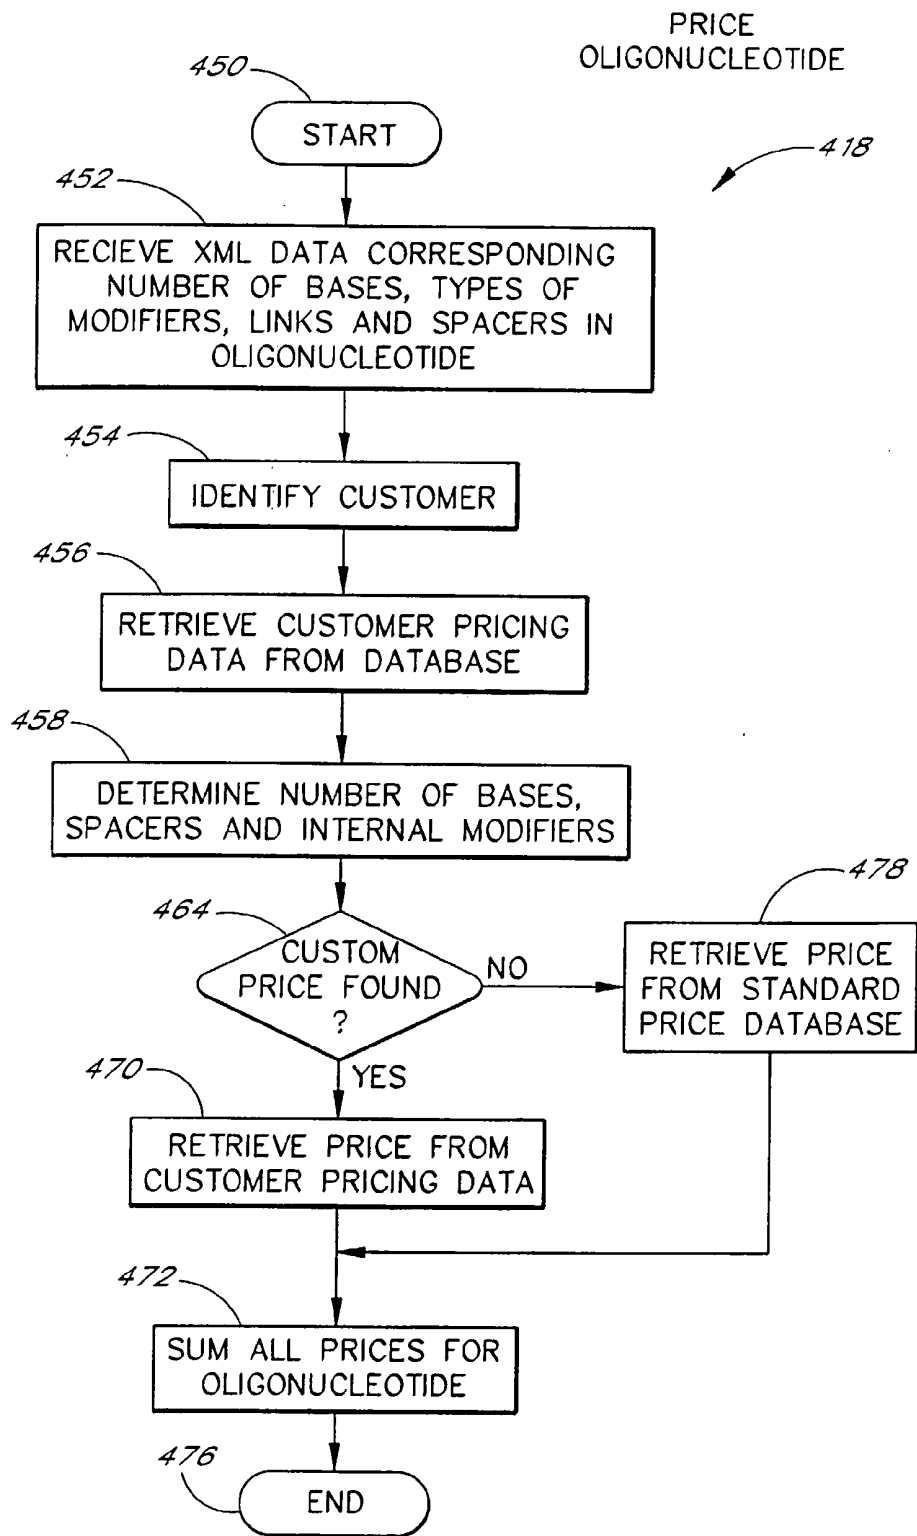 PRICE
OLIGONUCLEOTIDE
418
450
START
452
RECIEVE XML DATA CORRESPONDING
NUMBER OF BASES, TYPES OF
MODIFIERS, LINKS AND SPACERS IN
OLIGONUCLEOTIDE
454
IDENTIFY CUSTOMER
456
RETRIEVE CUSTOMER PRICING
DATA FROM DATABASE
458
DETERMINE NUMBER OF BASES,
SPACERS AND INTERNAL MODIFIERS
464
CUSTOM
PRICE FOUND
?
NO
478
RETRIEVE PRICE
FROM STANDARD
PRICE DATABASE
YES
470
RETRIEVE PRICE FROM
CUSTOMER PRICING DATA
472
SUM ALL PRICES FOR
OLIGONUCLEOTIDE
476
END